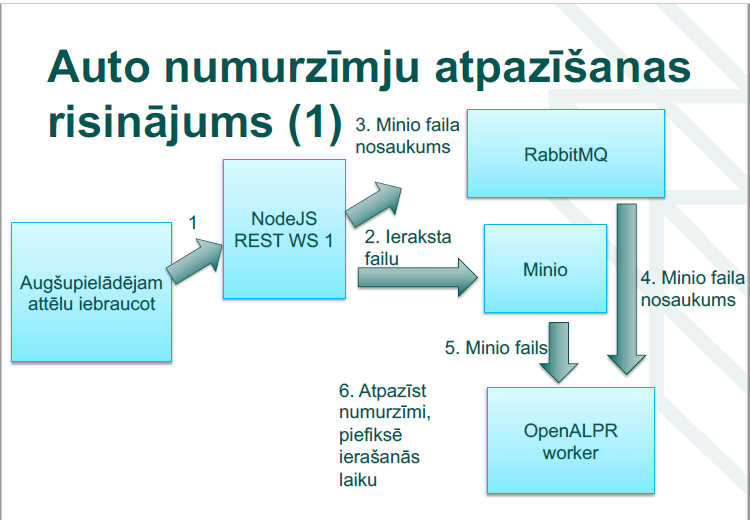 Auto numurzīmju atpazīšanas
risinājums (1)
3. Minio faila
nosaukums
RabbitMQ
1
NodeJS
REST WS 1
2. Ieraksta
failu
Minio
Augšupielādējam
attēlu iebraucot
4. Minio faila
nosaukums
5. Minio fails
6. Atpazīst
numurzīmi,
piefiksē
ierašanās
laiku
OpenALPR
worker